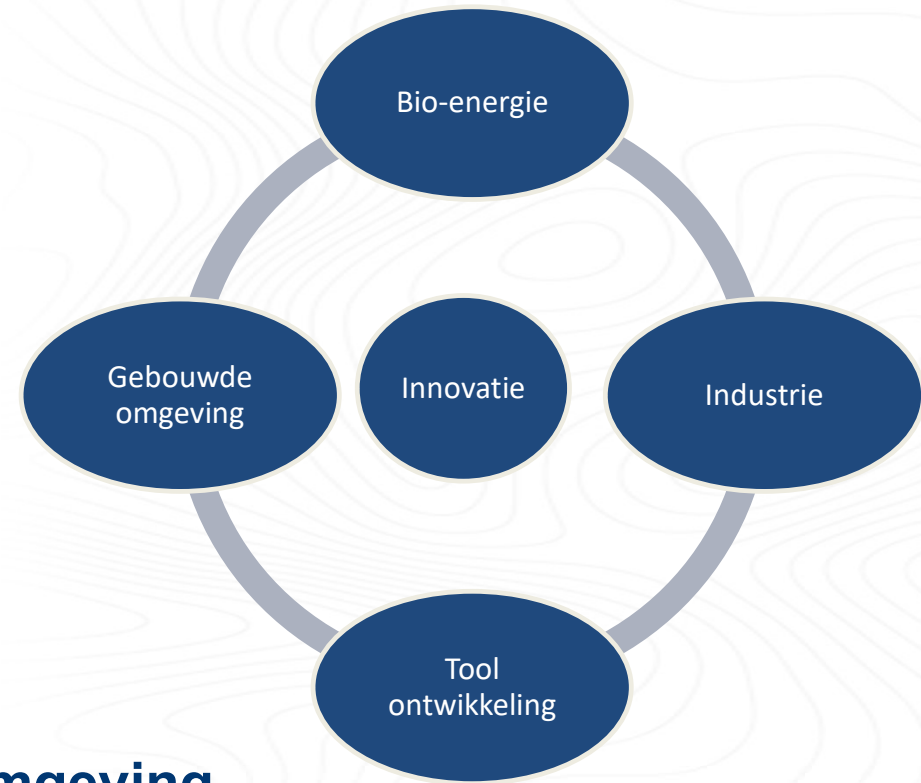 Bio-energie
Gebouwde
omgeving
Innovatie
Industrie
Tool
ontwikkeling